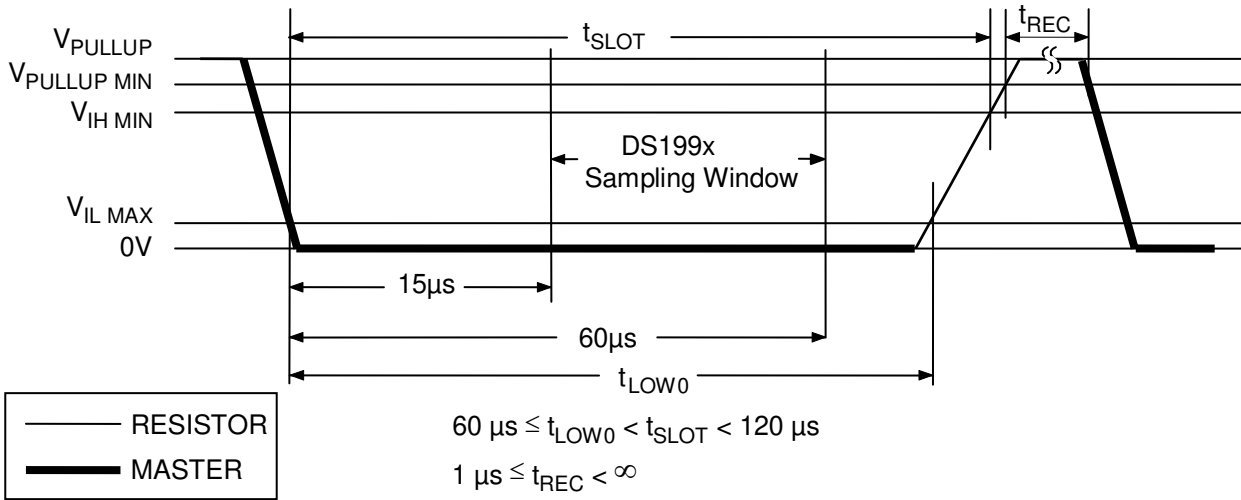 t_SLOT
t_REC
V_PULLUP
V_PULLUP MIN
V_IH MIN
DS199x
Sampling Window
V_IL MAX
0V
15µs
60µs
t_LOW0
RESISTOR
MASTER
60 µs ≤ t_LOW0 < t_SLOT < 120 µs
1 µs ≤ t_REC < ∞